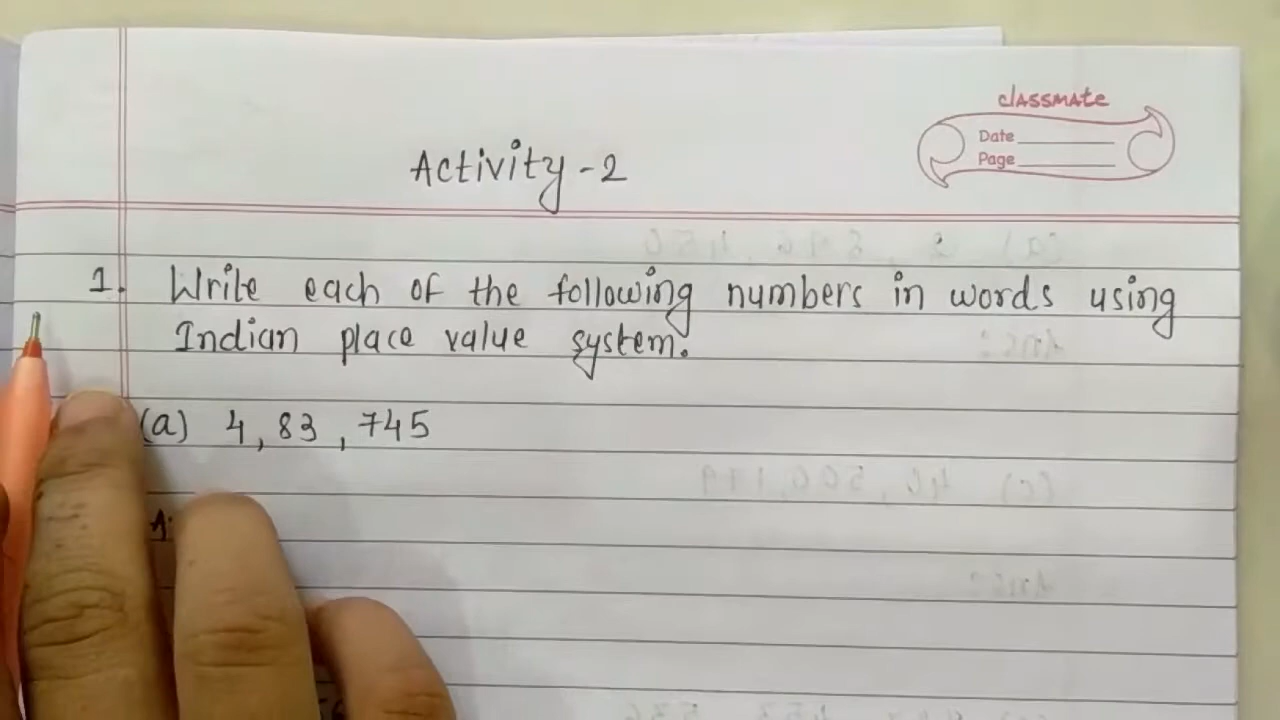 classmate
Date
Page
Activity - 2
1. Write each of the following numbers in words using
Indian place value system.
(a) 4, 83, 745